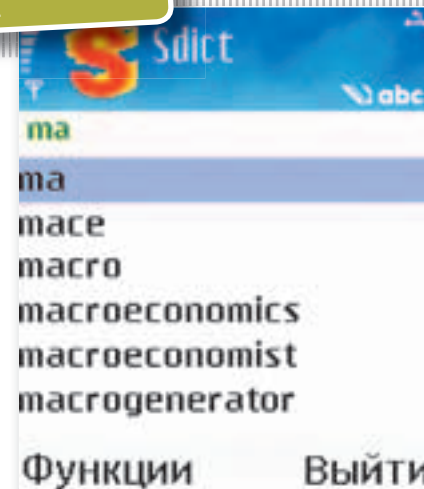 Sdict
abc
ma
ma
mace
macro
macroeconomics
macroeconomist
macrogenerator
Функции Выйти